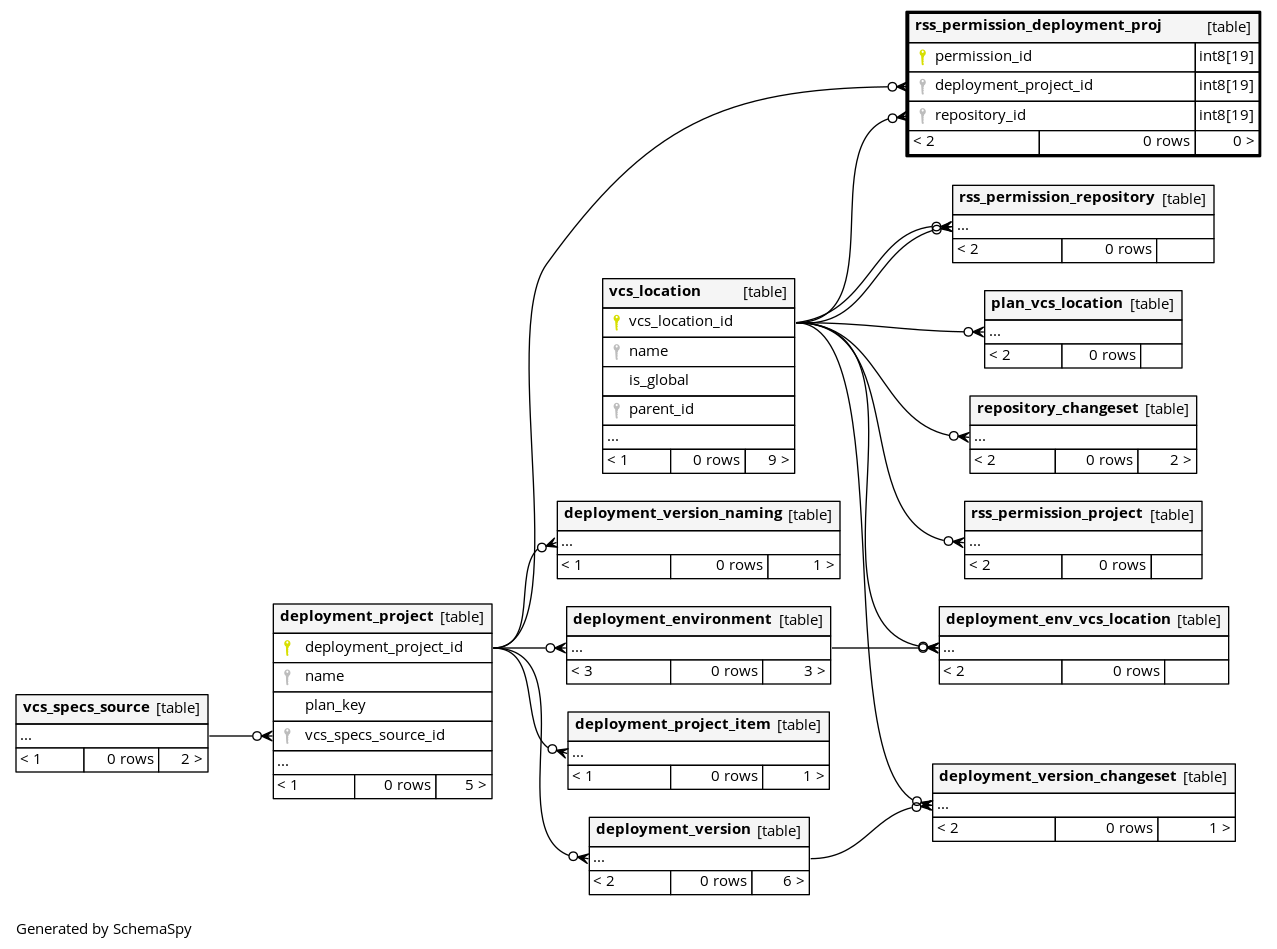 rss_permission_deployment_proj [table]
permission_id int8[19]
deployment_project_id int8[19]
repository_id int8[19]
< 2 0 rows 0 >
rss_permission_repository [table]
...
< 2 0 rows
vcs_location [table]
vcs_location_id
name
is_global
parent_id
...
< 1 0 rows 9 >
plan_vcs_location [table]
...
< 2 0 rows
repository_changeset [table]
...
< 2 0 rows 2 >
deployment_version_naming [table]
...
< 1 0 rows 1 >
rss_permission_project [table]
...
< 2 0 rows
deployment_project [table]
deployment_project_id
name
plan_key
vcs_specs_source_id
...
< 1 0 rows 5 >
deployment_environment [table]
...
< 3 0 rows 3 >
deployment_env_vcs_location [table]
...
< 2 0 rows
vcs_specs_source [table]
...
< 1 0 rows 2 >
deployment_project_item [table]
...
< 1 0 rows 1 >
deployment_version_changeset [table]
...
< 2 0 rows 1 >
deployment_version [table]
...
< 2 0 rows 6 >
Generated by SchemaSpy